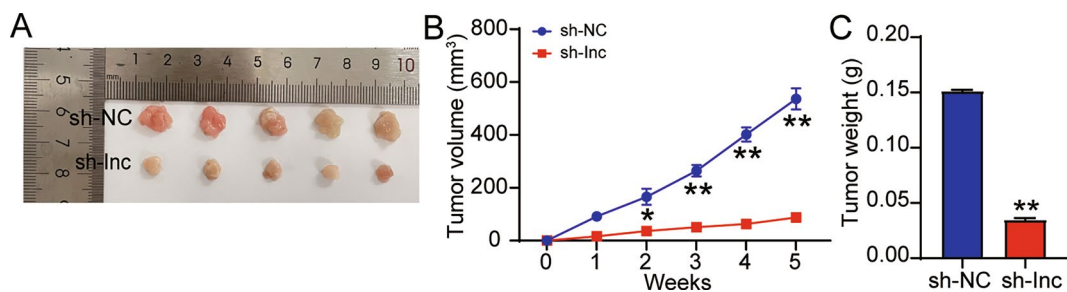 A
1 2 3 4 5 6 7 8 9 10
mm
5
6
7
8
sh-NC
sh-lnc
B
sh-NC
sh-lnc
Tumor volume (mm³)
800
600
400
200
0
*
**
**
**
0 1 2 3 4 5
Weeks
C
Tumor weight (g)
0.20
0.15
0.10
0.05
0.00
**
sh-NC sh-lnc